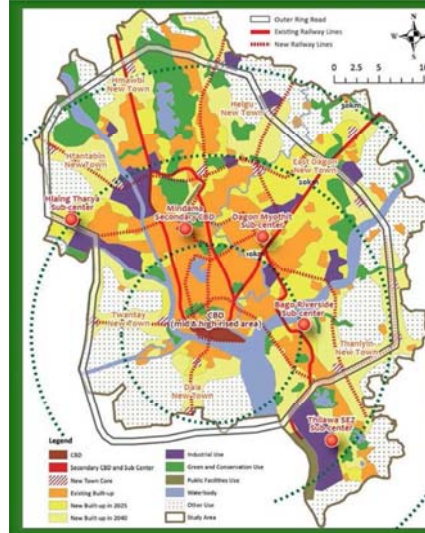 Outer Ring Road
Existing Railway Lines
New Railway Lines
N
W
0 2.5 5 10
30km
Hmawbi
New Town
Helgu
New Town
Htantabin
New Town
East Dagon
New Town
20km
Hlaing Tharya
Sub-center
Mindama
Secondary CBD
Dagon Myothit
Sub-center
10km
CBD
(mid & high rised area)
Bago Riverside
Sub-center
Twantay
New Town
Thanlyin
New Town
Dala
New Town
Thilawa SEZ
Sub-center
Legend
CBD
Secondary CBD and Sub Center
New Town Core
Existing Built-up
New Built-up in 2025
New Built-up in 2040
Industrial Use
Green and Conservation Use
Public Facilities Use
Waterbody
Other Use
Study Area